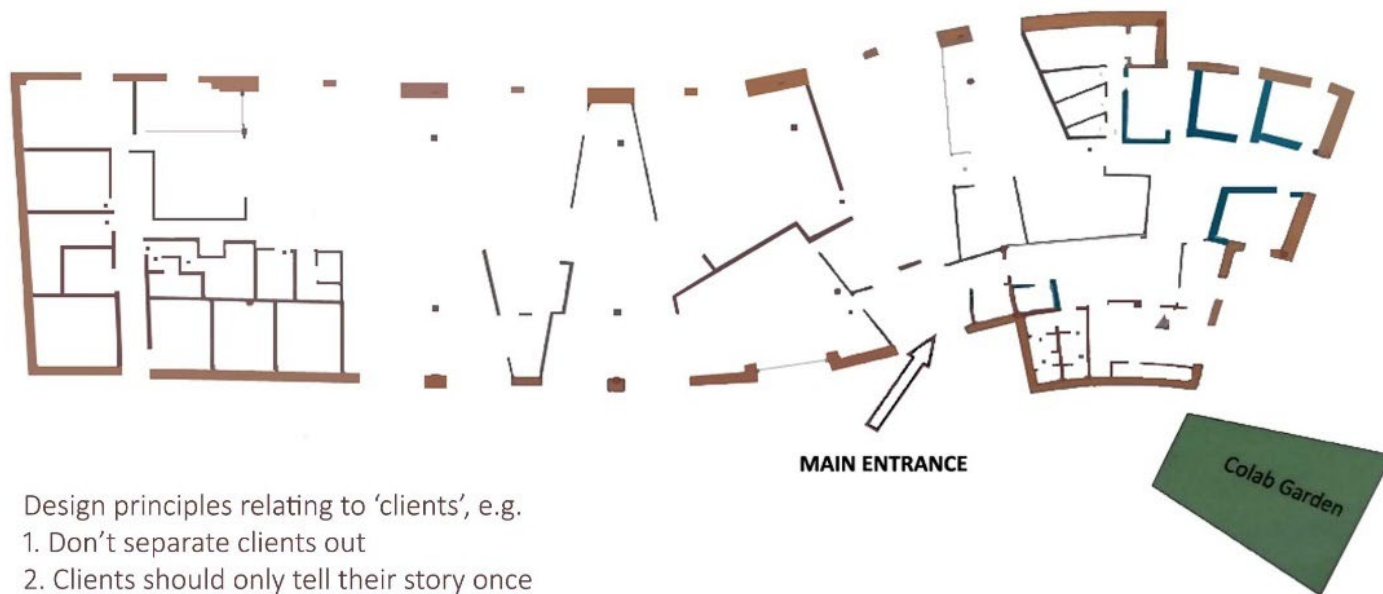 MAIN ENTRANCE
Colab Garden
Design principles relating to ‘clients’, e.g.
1. Don’t separate clients out
2. Clients should only tell their story once